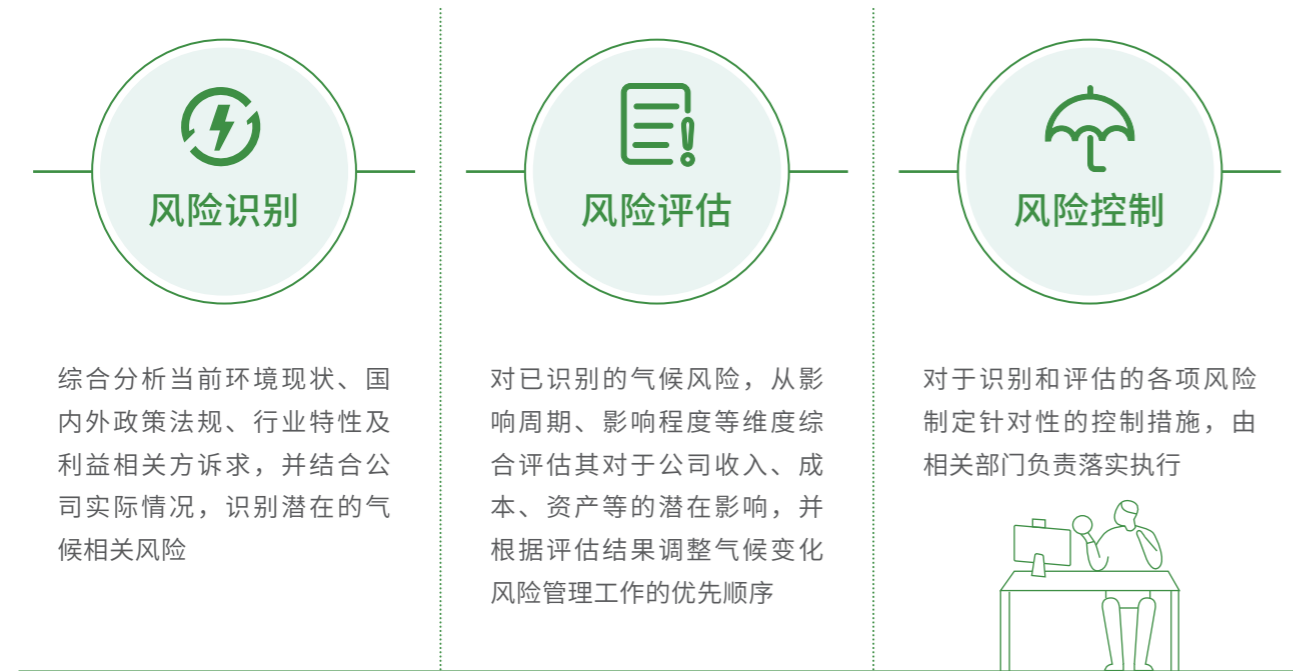 风险识别
综合分析当前环境现状、国
内外政策法规、行业特性及
利益相关方诉求，并结合公
司实际情况，识别潜在的气
候相关风险
风险评估
对已识别的气候风险，从影
响周期、影响程度等维度综
合评估其对于公司收入、成
本、资产等的潜在影响，并
根据评估结果调整气候变化
风险管理工作的优先顺序
风险控制
对于识别和评估的各项风险
制定针对性的控制措施，由
相关部门负责落实执行